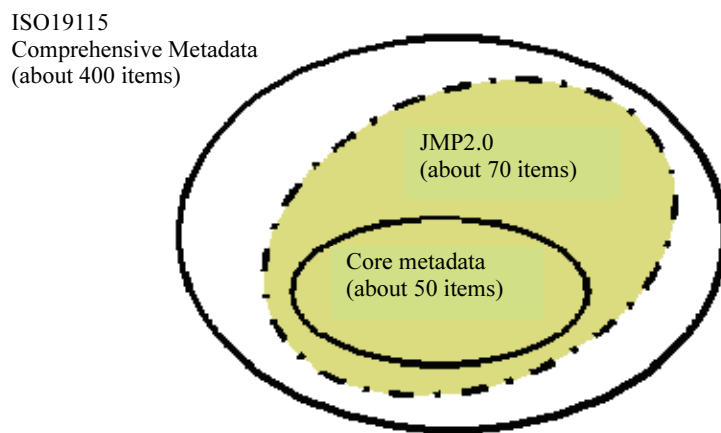 ISO19115
Comprehensive Metadata
(about 400 items)
JMP2.0
(about 70 items)
Core metadata
(about 50 items)